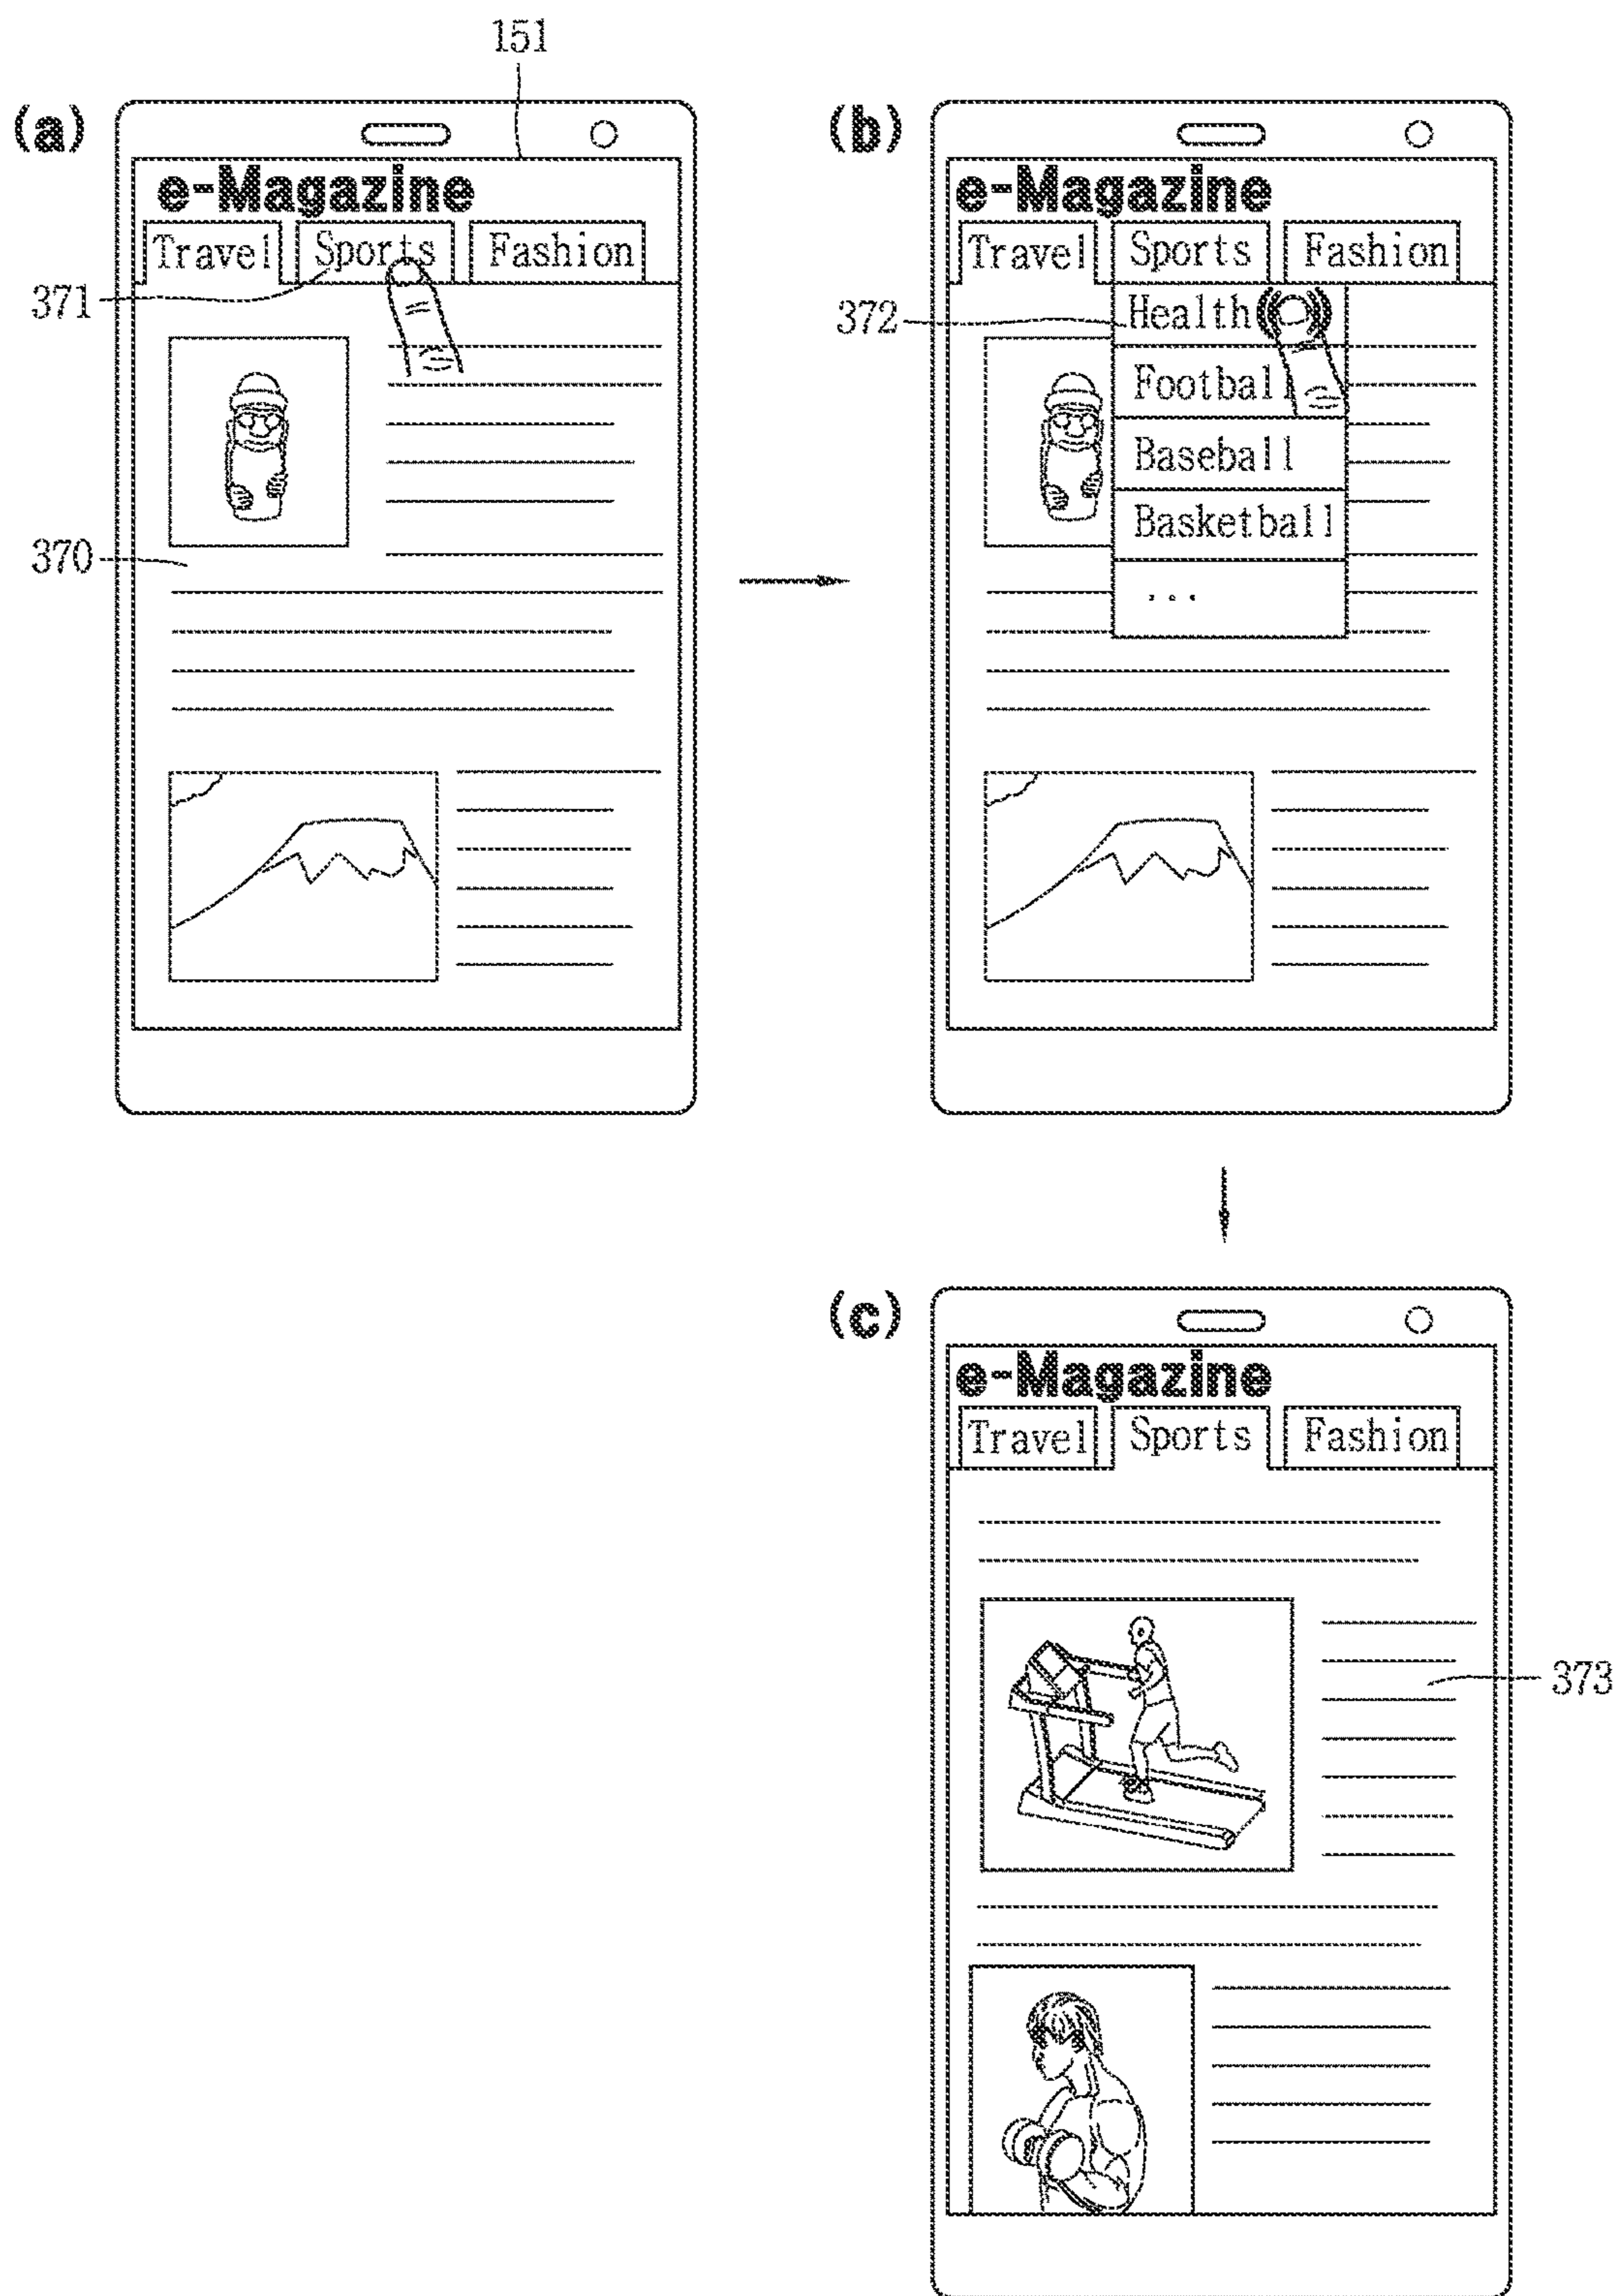 151
(a)
e-Magazine
Travel Sports Fashion
371
370
(b)
e-Magazine
Travel Sports Fashion
372
Health
Football
Baseball
Basketball
...
(c)
e-Magazine
Travel Sports Fashion
373